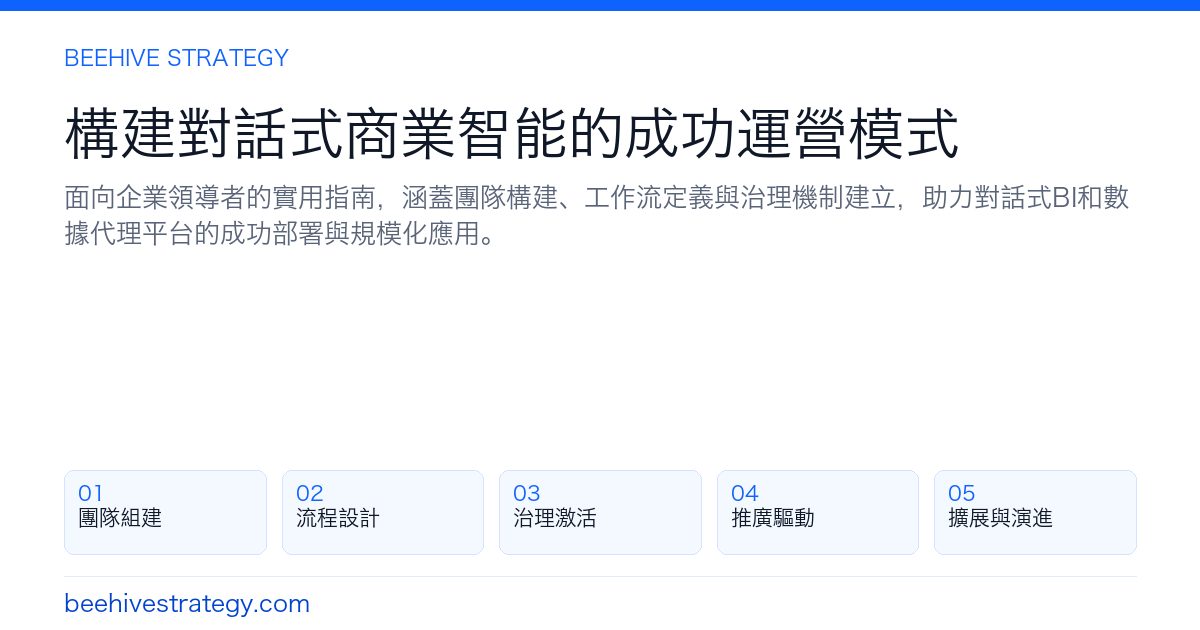 BEEHIVE STRATEGY
構建對話式商業智能的成功運營模式
面向企業領導者的實用指南，涵蓋團隊構建、工作流定義與治理機制建立，助力對話式BI和數
據代理平台的成功部署與規模化應用。
01
團隊組建
02
流程設計
03
治理激活
04
推廣驅動
05
擴展與演進
beehivestrategy.com